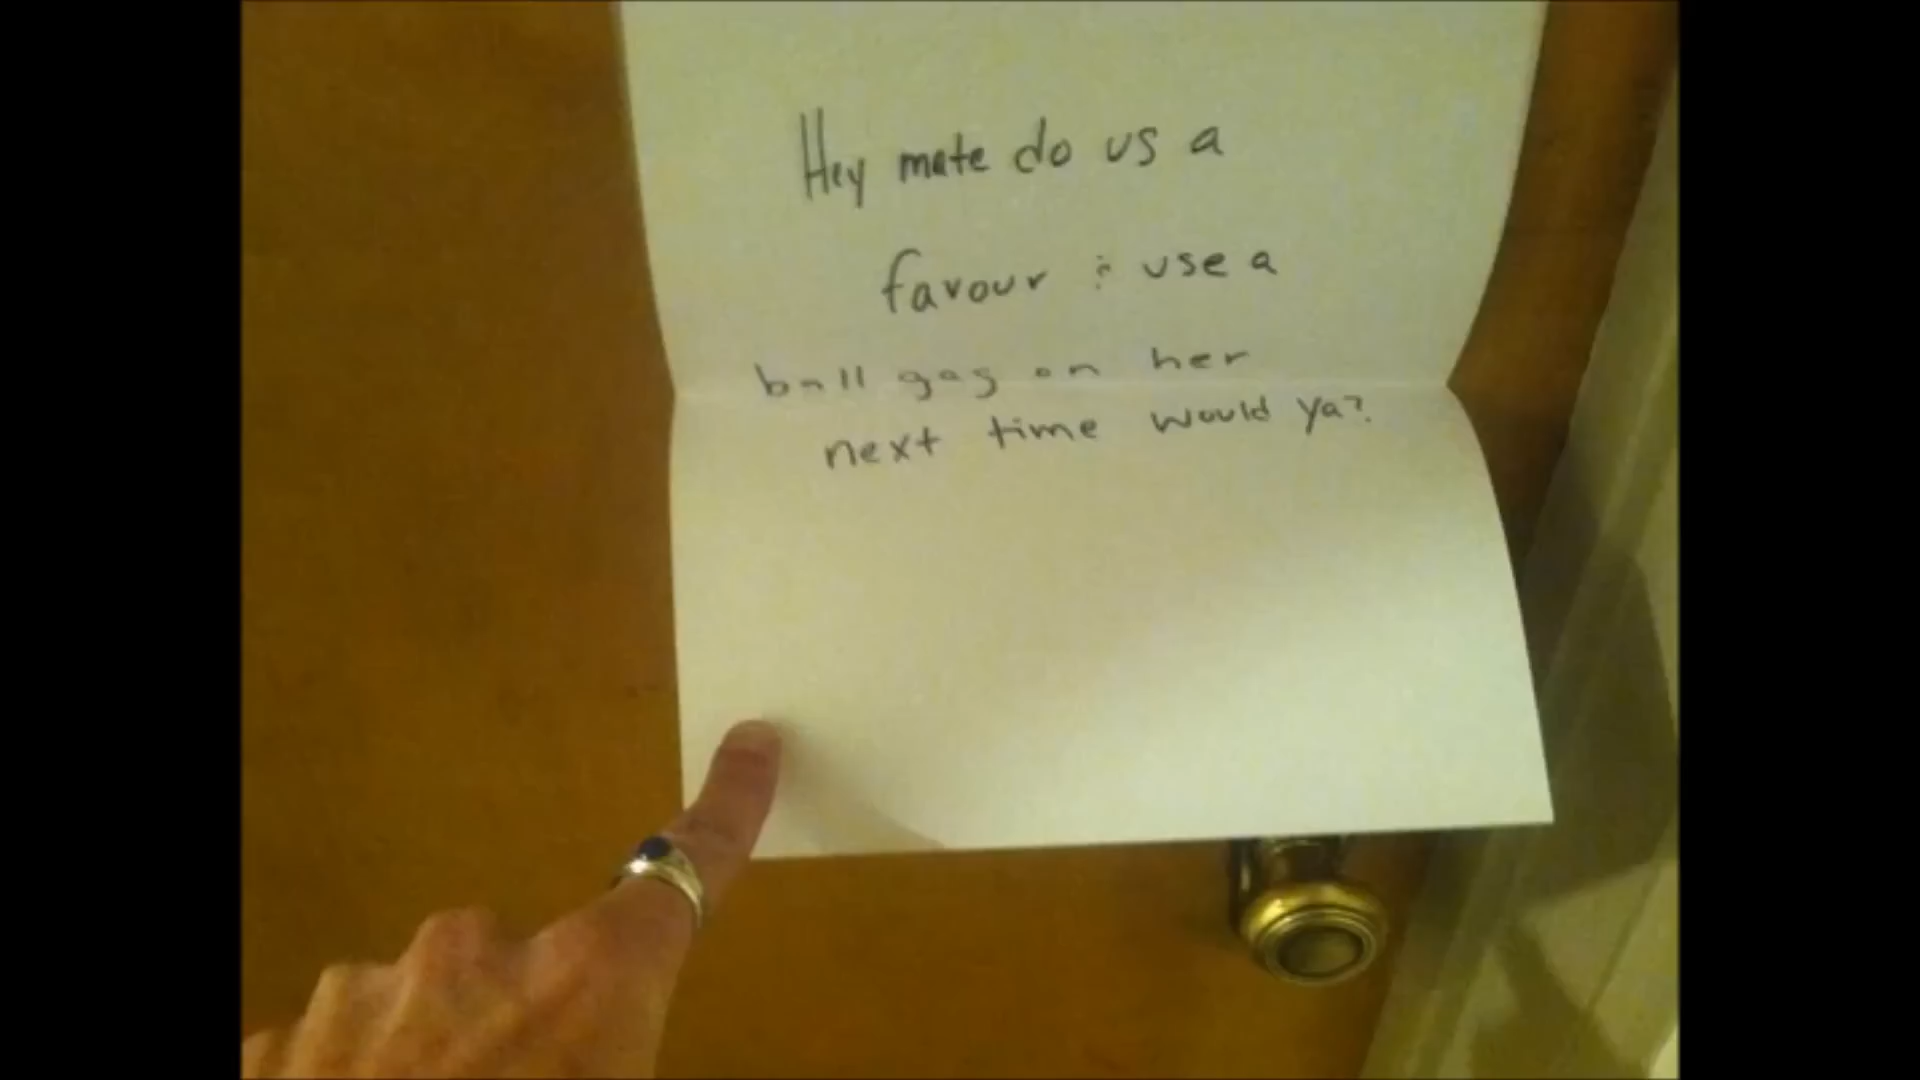 Hey mate do us a
favour & use a
ball gag on her
next time would ya?